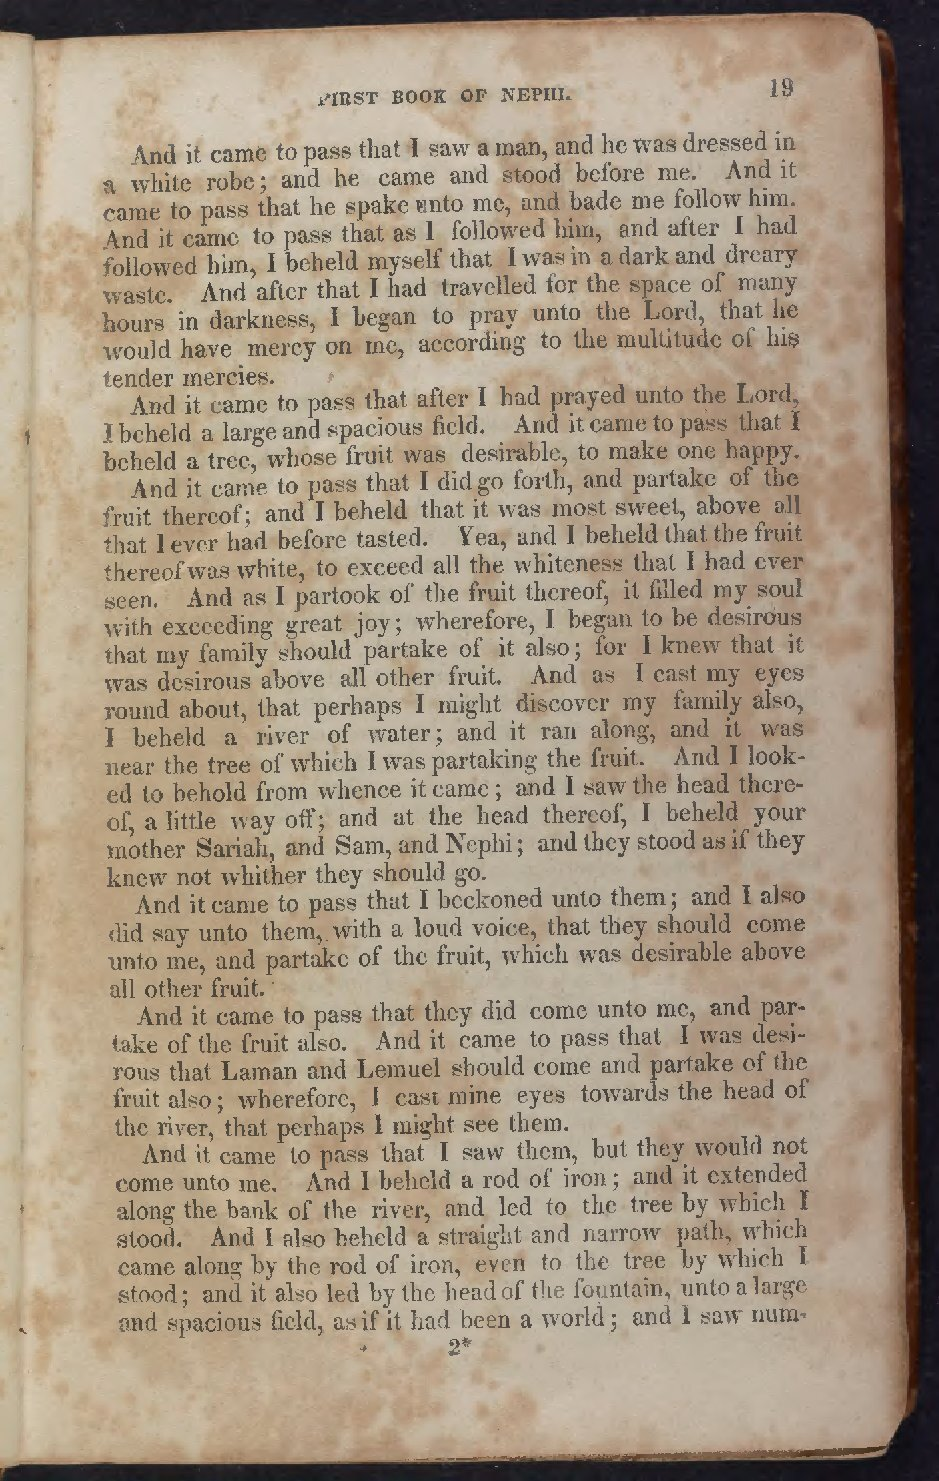 FIRST BOOK OF NEPHI. 19
And it came to pass that I saw a man, and he was dressed in
a white robe; and he came and stood before me. And it
came to pass that he spake unto me, and bade me follow him.
And it came to pass that as I followed him, and after I had
followed him, I beheld myself that I was in a dark and dreary
waste. And after that I had travelled for the space of many
hours in darkness, I began to pray unto the Lord, that he
would have mercy on me, according to the multitude of his
tender mercies.
And it came to pass that after I had prayed unto the Lord,
I beheld a large and spacious field. And it came to pass that I
beheld a tree, whose fruit was desirable, to make one happy.
And it came to pass that I did go forth, and partake of the
fruit thereof; and I beheld that it was most sweet, above all
that I ever had before tasted. Yea, and I beheld that the fruit
thereof was white, to exceed all the whiteness that I had ever
seen. And as I partook of the fruit thereof, it filled my soul
with exceeding great joy; wherefore, I began to be desirous
that my family should partake of it also; for I knew that it
was desirous above all other fruit. And as I cast my eyes
round about, that perhaps I might discover my family also,
I beheld a river of water; and it ran along, and it was
near the tree of which I was partaking the fruit. And I look-
ed to behold from whence it came; and I saw the head there-
of, a little way off; and at the head thereof, I beheld your
mother Sariah, and Sam, and Nephi; and they stood as if they
knew not whither they should go.
And it came to pass that I beckoned unto them; and I also
did say unto them, with a loud voice, that they should come
unto me, and partake of the fruit, which was desirable above
all other fruit.
And it came to pass that they did come unto me, and par-
take of the fruit also. And it came to pass that I was desi-
rous that Laman and Lemuel should come and partake of the
fruit also; wherefore, I cast mine eyes towards the head of
the river, that perhaps I might see them.
And it came to pass that I saw them, but they would not
come unto me. And I beheld a rod of iron; and it extended
along the bank of the river, and led to the tree by which I
stood. And I also beheld a straight and narrow path, which
came along by the rod of iron, even to the tree by which I
stood; and it also led by the head of the fountain, unto a large
and spacious field, as if it had been a world; and I saw num-
2*